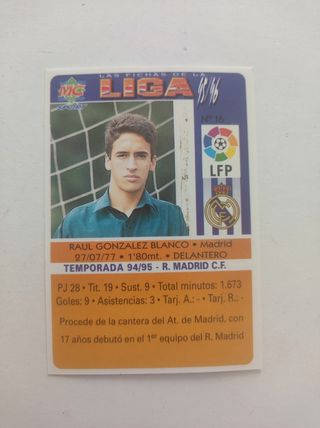 LAS FICHAS DE LA
MC
SPORT
LIGA
95/96
Nº 16
LFP
RAUL GONZALEZ BLANCO • Madrid
27/07/77 • 1'80mt. • DELANTERO
TEMPORADA 94/95 - R. MADRID C.F.
PJ 28 • Tit. 19 • Sust. 9 • Total minutos: 1.673
Goles: 9 • Asistencias: 3 • Tarj. A.: - • Tarj. R.: -
Procede de la cantera del At. de Madrid, con
17 años debutó en el 1er equipo del R. Madrid